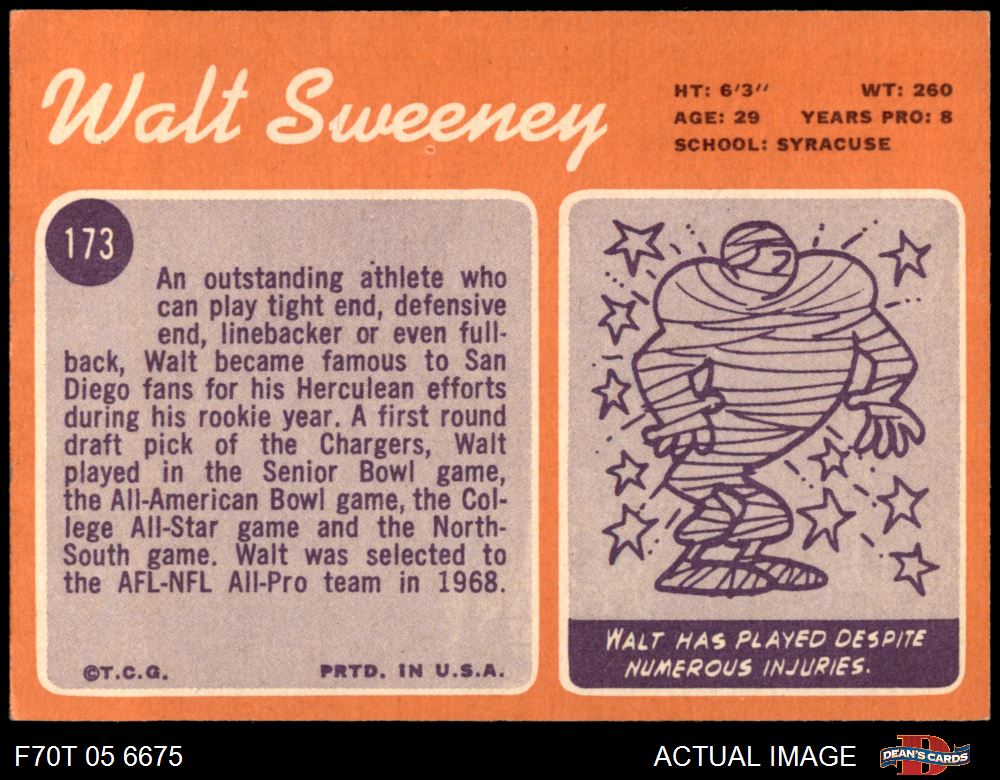 Walt Sweeney
HT: 6'3'' WT: 260
AGE: 29 YEARS PRO: 8
SCHOOL: SYRACUSE
173
An outstanding athlete who
can play tight end, defensive
end, linebacker or even full-
back, Walt became famous to San
Diego fans for his Herculean efforts
during his rookie year. A first round
draft pick of the Chargers, Walt
played in the Senior Bowl game,
the All-American Bowl game, the Col-
lege All-Star game and the North-
South game. Walt was selected to
the AFL-NFL All-Pro team in 1968.
©T.C.G. PRTD. IN U.S.A.
WALT HAS PLAYED DESPITE
NUMEROUS INJURIES.
F70T 05 6675
ACTUAL IMAGE
DEAN'S CARDS